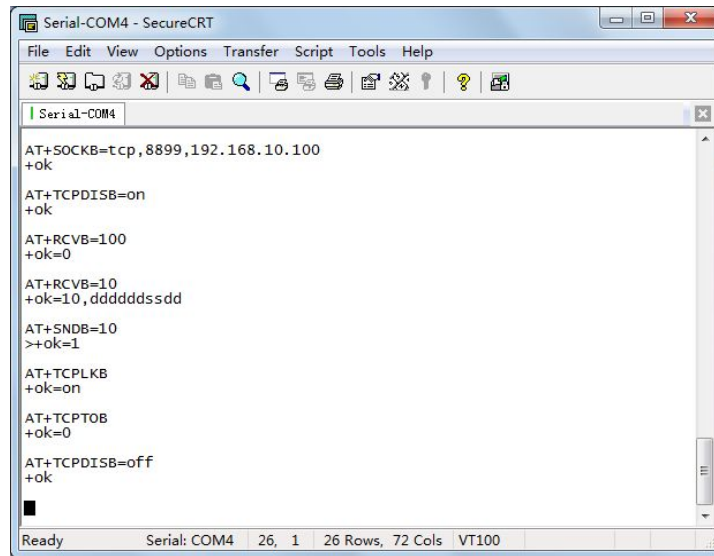 Serial-COM4 - SecureCRT
File Edit View Options Transfer Script Tools Help
Serial-COM4
AT+SOCKB=tcp,8899,192.168.10.100
+ok
AT+TCPDISB=on
+ok
AT+RCVB=100
+ok=0
AT+RCVB=10
+ok=10,ddddddssdd
AT+SNDB=10
>+ok=1
AT+TCPLKB
+ok=on
AT+TCPTOB
+ok=0
AT+TCPDISB=off
+ok
Ready Serial: COM4 26, 1 26 Rows, 72 Cols VT100